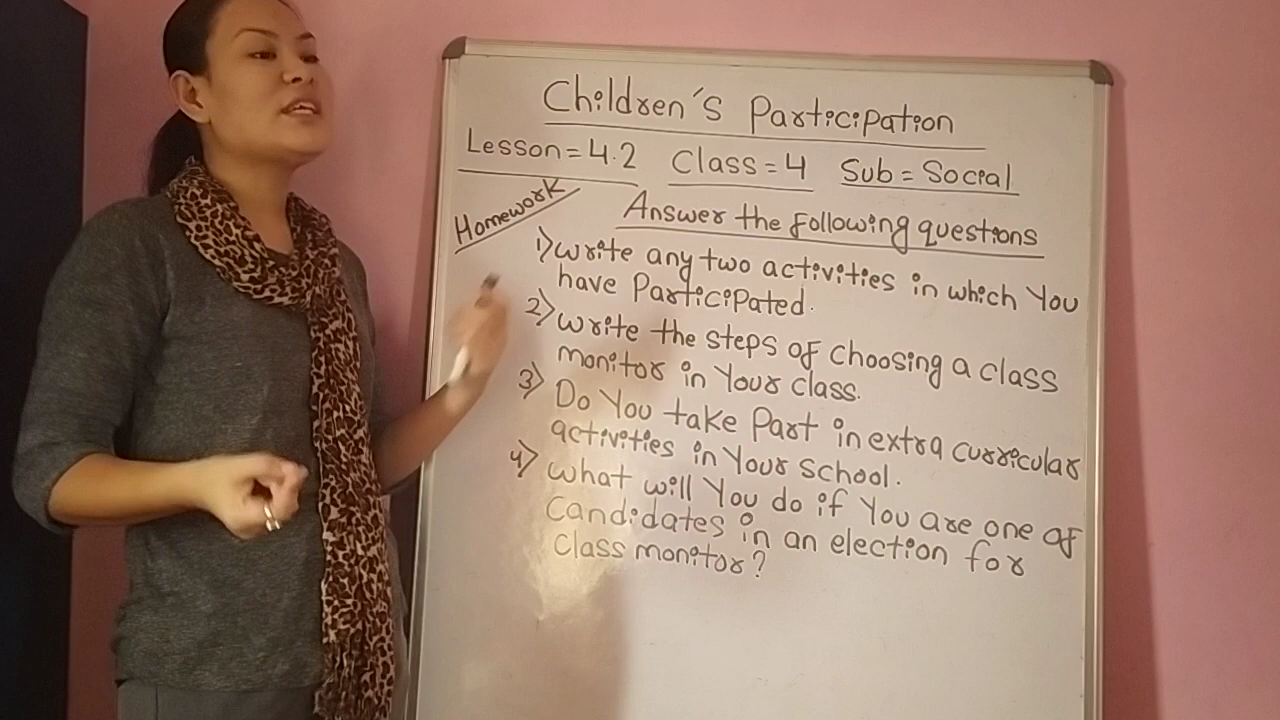 Children's Participation
Lesson=4.2 Class=4 Sub=Social
Homework
Answer the following questions
1) Write any two activities in which You
have Participated.
2) Write the steps of choosing a class
monitor in Your class.
3) Do You take Part in extra curricular
activities in Your school.
4) What will You do if You are one of
Candidates in an election for
Class monitor?